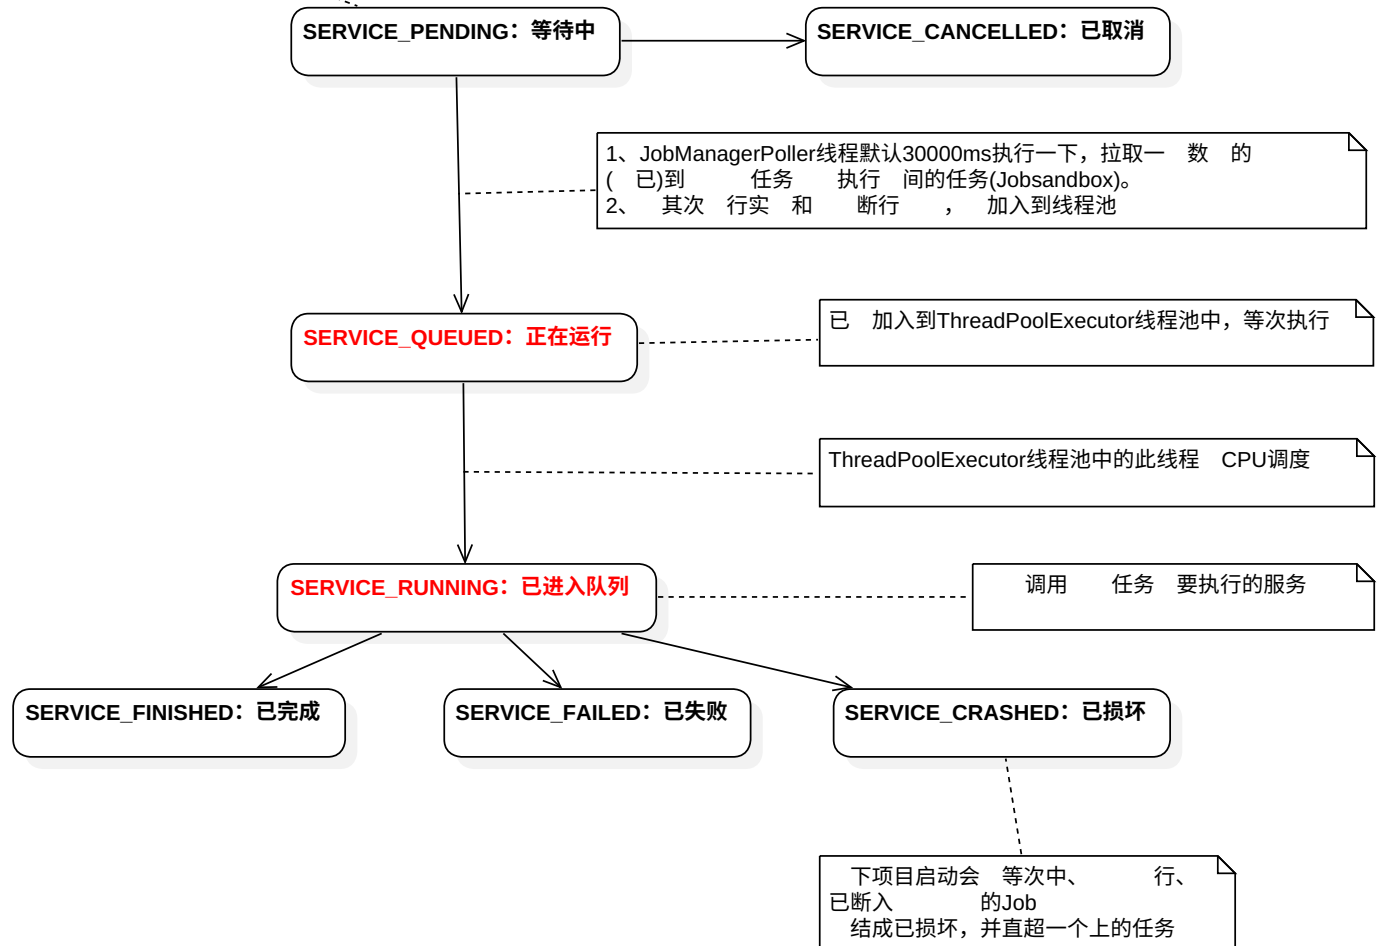 SERVICE_PENDING：等待中
SERVICE_CANCELLED：已取消
1、JobManagerPoller线程默认30000ms执行一下，拉取一 数 的
( 已)到 任务 执行 间的任务(Jobsandbox)。
2、 其次 行实 和 断行 ， 加入到线程池
SERVICE_QUEUED：正在运行
已 加入到ThreadPoolExecutor线程池中，等次执行
ThreadPoolExecutor线程池中的此线程 CPU调度
SERVICE_RUNNING：已进入队列
调用 任务 要执行的服务
SERVICE_FINISHED：已完成
SERVICE_FAILED：已失败
SERVICE_CRASHED：已损坏
下项目启动会 等次中、 行、
已断入 的Job
结成已损坏，并直超一个上的任务